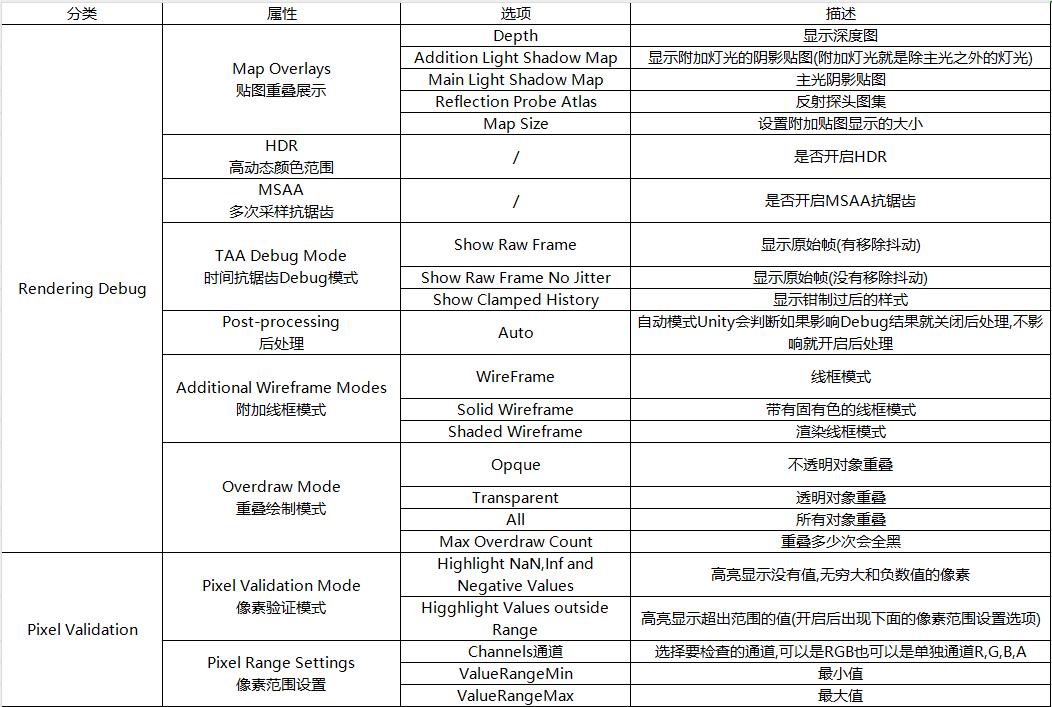 分类 属性 选项 描述
Rendering Debug
Map Overlays
贴图重叠展示
Depth 显示深度图
Addition Light Shadow Map 显示附加灯光的阴影贴图(附加灯光就是除主光之外的灯光)
Main Light Shadow Map 主光阴影贴图
Reflection Probe Atlas 反射探头图集
Map Size 设置附加贴图显示的大小
HDR
高动态颜色范围
/ 是否开启HDR
MSAA
多次采样抗锯齿
/ 是否开启MSAA抗锯齿
TAA Debug Mode
时间抗锯齿Debug模式
Show Raw Frame 显示原始帧(有移除抖动)
Show Raw Frame No Jitter 显示原始帧(没有移除抖动)
Show Clamped History 显示钳制过后的样式
Post-processing
后处理
Auto
自动模式Unity会判断如果影响Debug结果就关闭后处理,不影
响就开启后处理
Additional Wireframe Modes
附加线框模式
WireFrame 线框模式
Solid Wireframe 带有固有色的线框模式
Shaded Wireframe 渲染线框模式
Overdraw Mode
重叠绘制模式
Opque 不透明对象重叠
Transparent 透明对象重叠
All 所有对象重叠
Max Overdraw Count 重叠多少次会全黑
Pixel Validation
Pixel Validation Mode
像素验证模式
Highlight NaN,Inf and
Negative Values
高亮显示没有值,无穷大和负数值的像素
Higghlight Values outside
Range
高亮显示超出范围的值(开启后出现下面的像素范围设置选项)
Pixel Range Settings
像素范围设置
Channels通道 选择要检查的通道,可以是RGB也可以是单独通道R,G,B,A
ValueRangeMin 最小值
ValueRangeMax 最大值